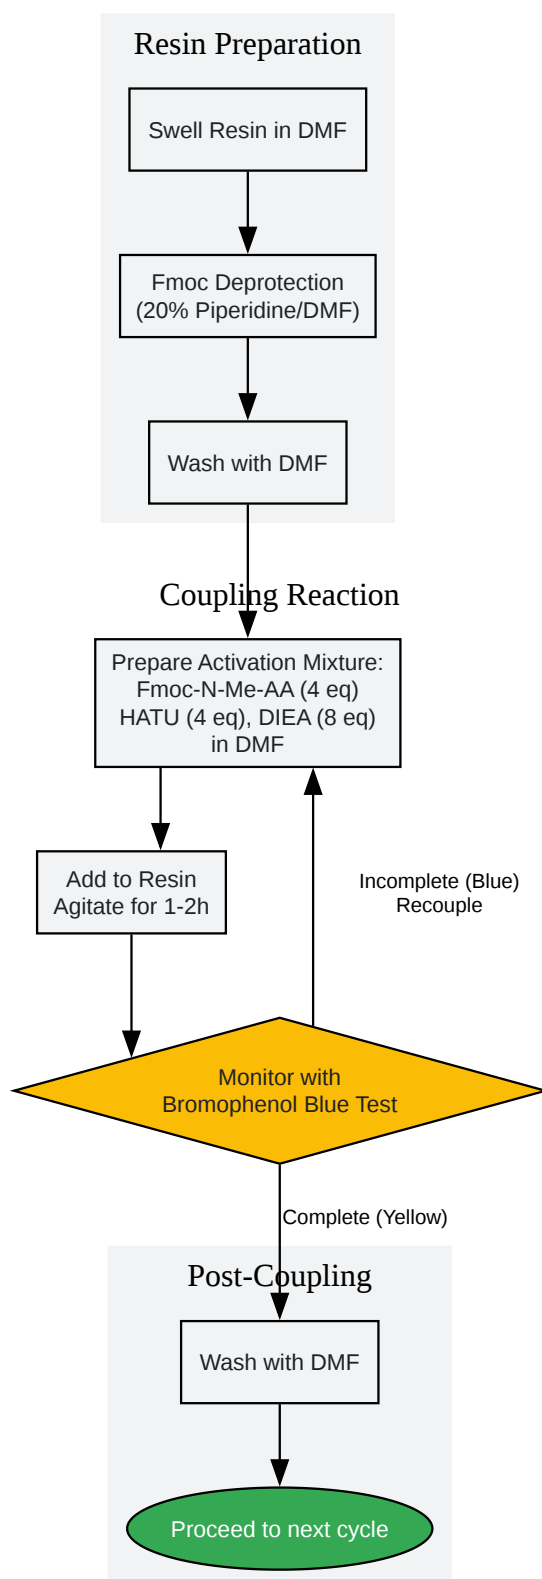 Resin Preparation
Swell Resin in DMF
Fmoc Deprotection
(20% Piperidine/DMF)
Wash with DMF
Coupling Reaction
Prepare Activation Mixture:
Fmoc-N-Me-AA (4 eq)
HATU (4 eq), DIEA (8 eq)
in DMF
Add to Resin
Agitate for 1-2h
Incomplete (Blue)
Recouple
Monitor with
Bromophenol Blue Test
Complete (Yellow)
Post-Coupling
Wash with DMF
Proceed to next cycle